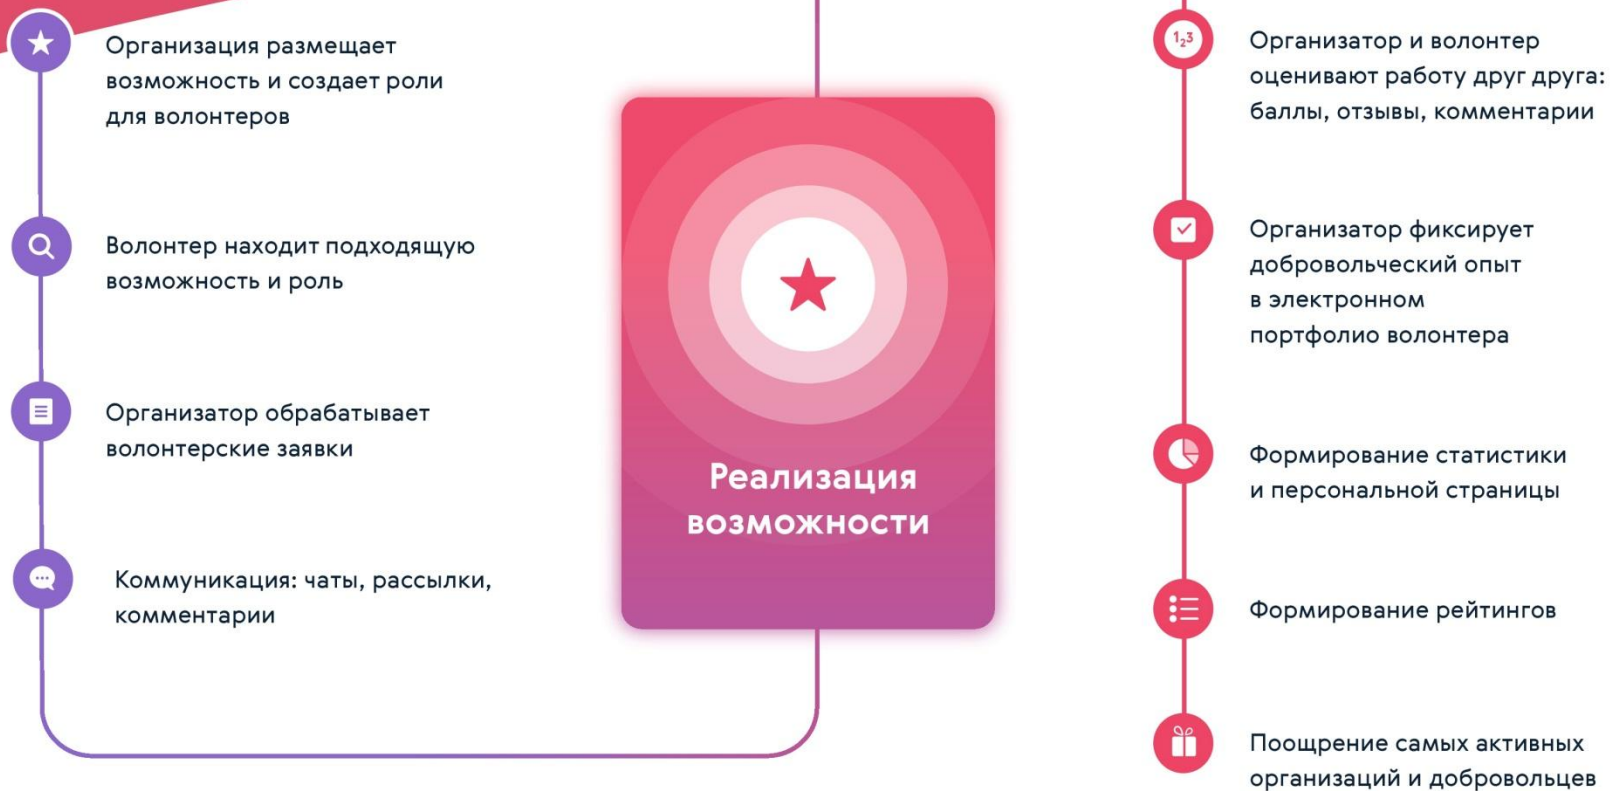 Организация размещает
возможность и создает роли
для волонтеров
Волонтер находит подходящую
возможность и роль
Организатор обрабатывает
волонтерские заявки
Коммуникация: чаты, рассылки,
комментарии
Реализация
возможности
123
Организатор и волонтер
оценивают работу друг друга:
баллы, отзывы, комментарии
Организатор фиксирует
добровольческий опыт
в электронном
портфолио волонтера
Формирование статистики
и персональной страницы
Формирование рейтингов
Поощрение самых активных
организаций и добровольцев